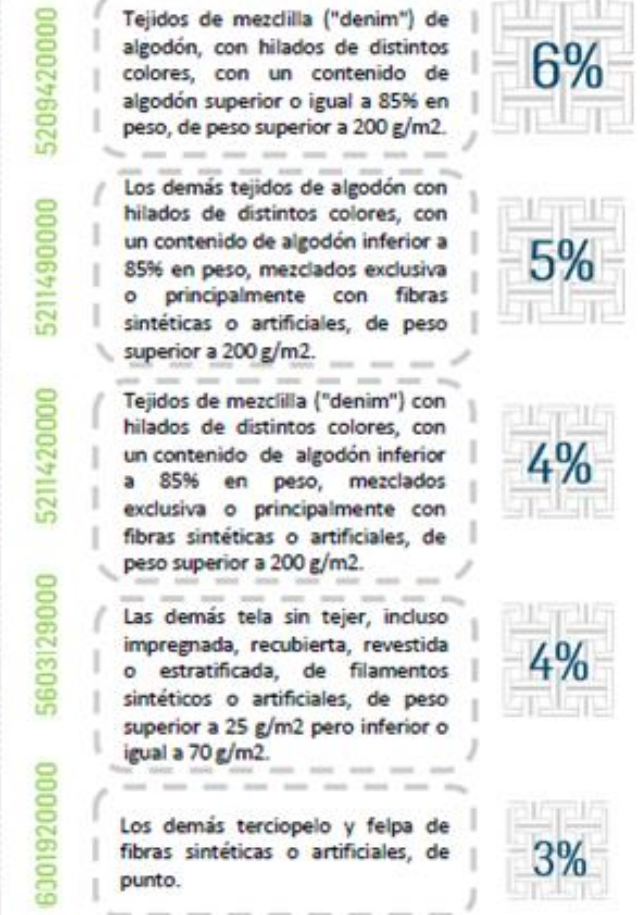 5209420000
Tejidos de mezclilla ("denim") de
algodón, con hilados de distintos
colores, con un contenido de
algodón superior o igual a 85% en
peso, de peso superior a 200 g/m2.
6%
5211490000
Los demás tejidos de algodón con
hilados de distintos colores, con
un contenido de algodón inferior a
85% en peso, mezclados exclusiva
o principalmente con fibras
sintéticas o artificiales, de peso
superior a 200 g/m2.
5%
5211420000
Tejidos de mezclilla ("denim") con
hilados de distintos colores, con
un contenido de algodón inferior
a 85% en peso, mezclados
exclusiva o principalmente con
fibras sintéticas o artificiales, de
peso superior a 200 g/m2.
4%
5603129000
Las demás tela sin tejer, incluso
impregnada, recubierta, revestida
o estratificada, de filamentos
sintéticos o artificiales, de peso
superior a 25 g/m2 pero inferior o
igual a 70 g/m2.
4%
6001920000
Los demás terciopelo y felpa de
fibras sintéticas o artificiales, de
punto.
3%